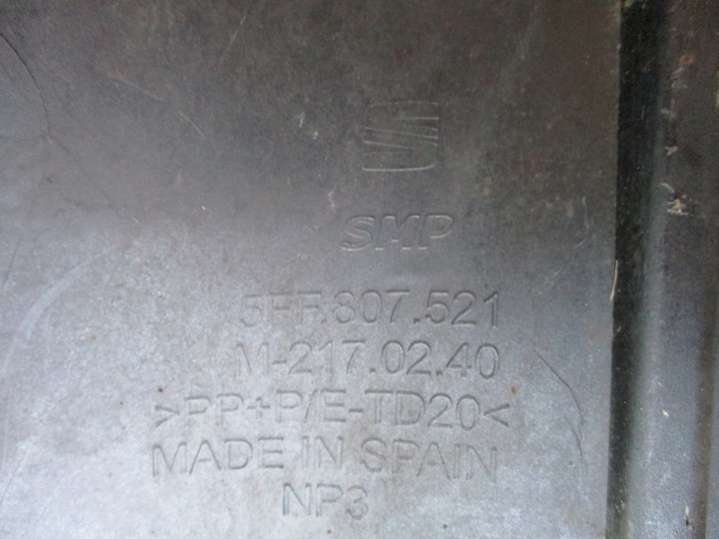 SMP
5FF.807.521
M-217.02.40
>PP+P/E-TD20<
MADE IN SPAIN
NP3